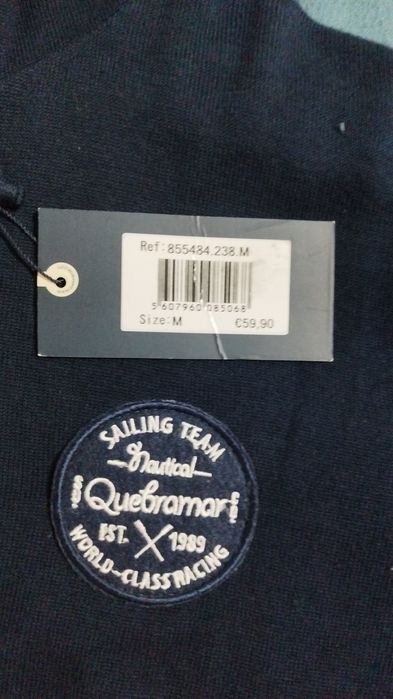 Ref:855484.238.M
5 607960 085068
Size:M €59,90
SAILING TEAM
Nautical
Quebramar
EST. 1989
WORLD-CLASS RACING